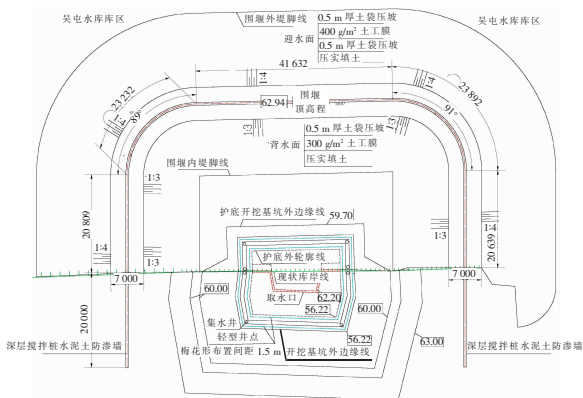 吴屯水库库区
围堰外堤脚线
迎水面
0.5 m 厚土袋压坡
400 g/m² 土工膜
0.5 m 厚土袋压坡
压实填土
吴屯水库库区
41 632
1:4
1:4
23 232
89°
1:4
62.94
围堰
顶高程
23 892
91°
1:3
1:3
背水面
0.5 m 厚土袋压坡
300 g/m² 土工膜
压实填土
围堰内堤脚线
1:3
1:3
20 809
1:4
1:3
护底开挖基坑外边缘线
59.70
1:3
1:4
20 639
护底外轮廓线
现状库岸线
7 000
7 000
60.00
取水口
62.20
56.22
60.00
20 000
集水井
轻型井点
56.22
梅花形布置间距 1.5 m
开挖基坑外边缘线
63.00
深层搅拌桩水泥土防渗墙
深层搅拌桩水泥土防渗墙